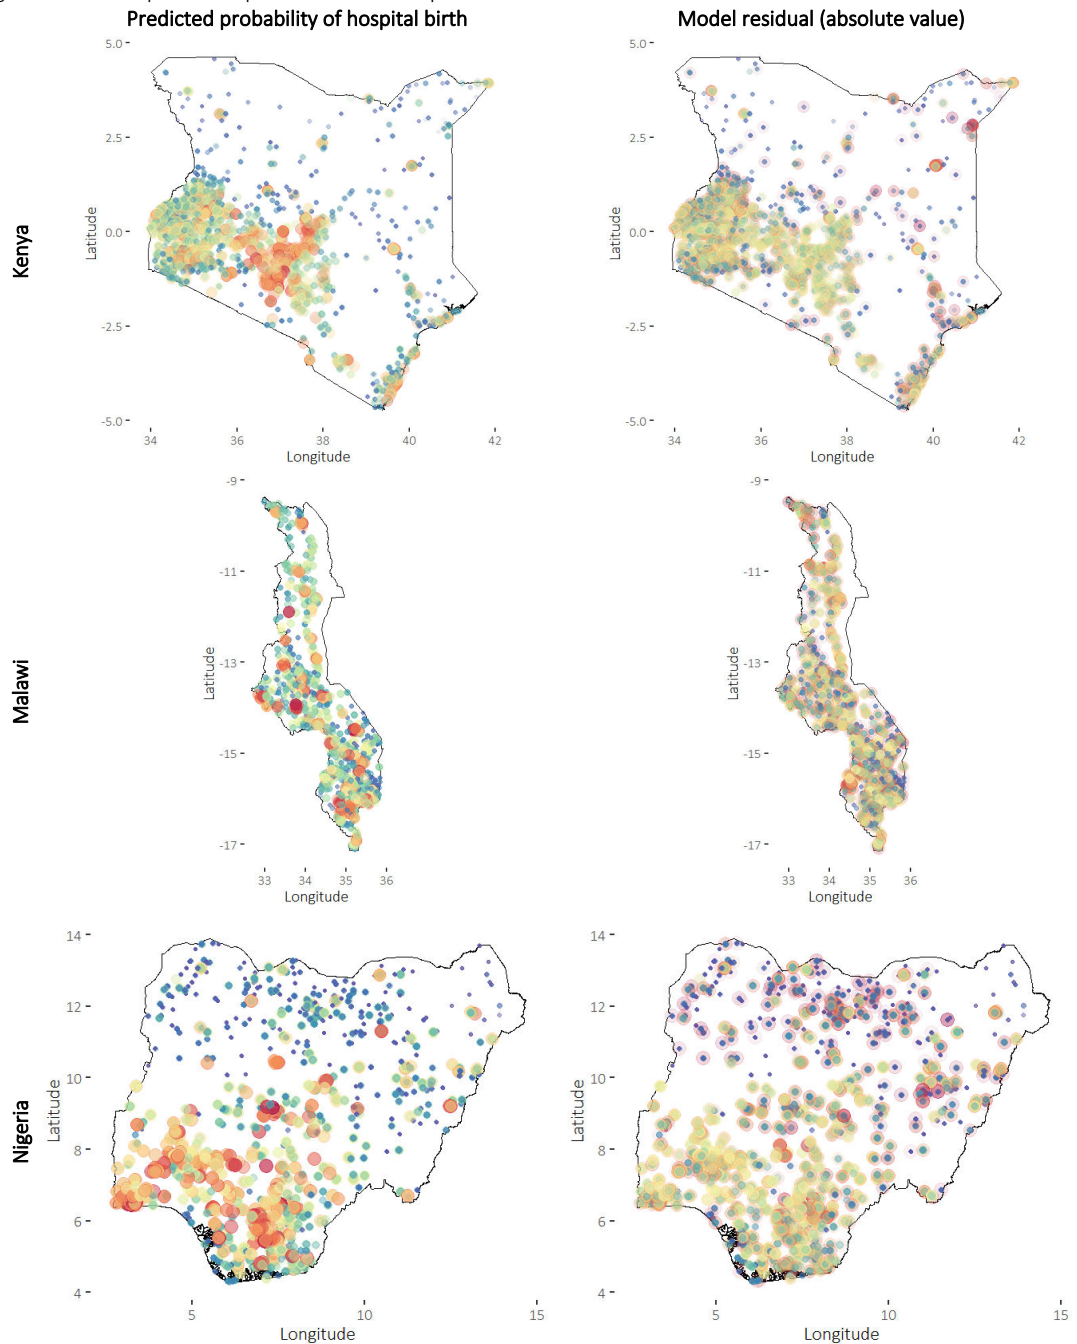 Predicted probability of hospital birth
Model residual (absolute value)
Kenya
Latitude
5.0
2.5
0.0
-2.5
-5.0
34 36 38 40 42
Longitude
Latitude
5.0
2.5
0.0
-2.5
-5.0
34 36 38 40 42
Longitude
Malawi
Latitude
-9
-11
-13
-15
-17
33 34 35 36
Longitude
Latitude
-9
-11
-13
-15
-17
33 34 35 36
Longitude
Nigeria
Latitude
14
12
10
8
6
4
5 10 15
Longitude
Latitude
14
12
10
8
6
4
5 10 15
Longitude